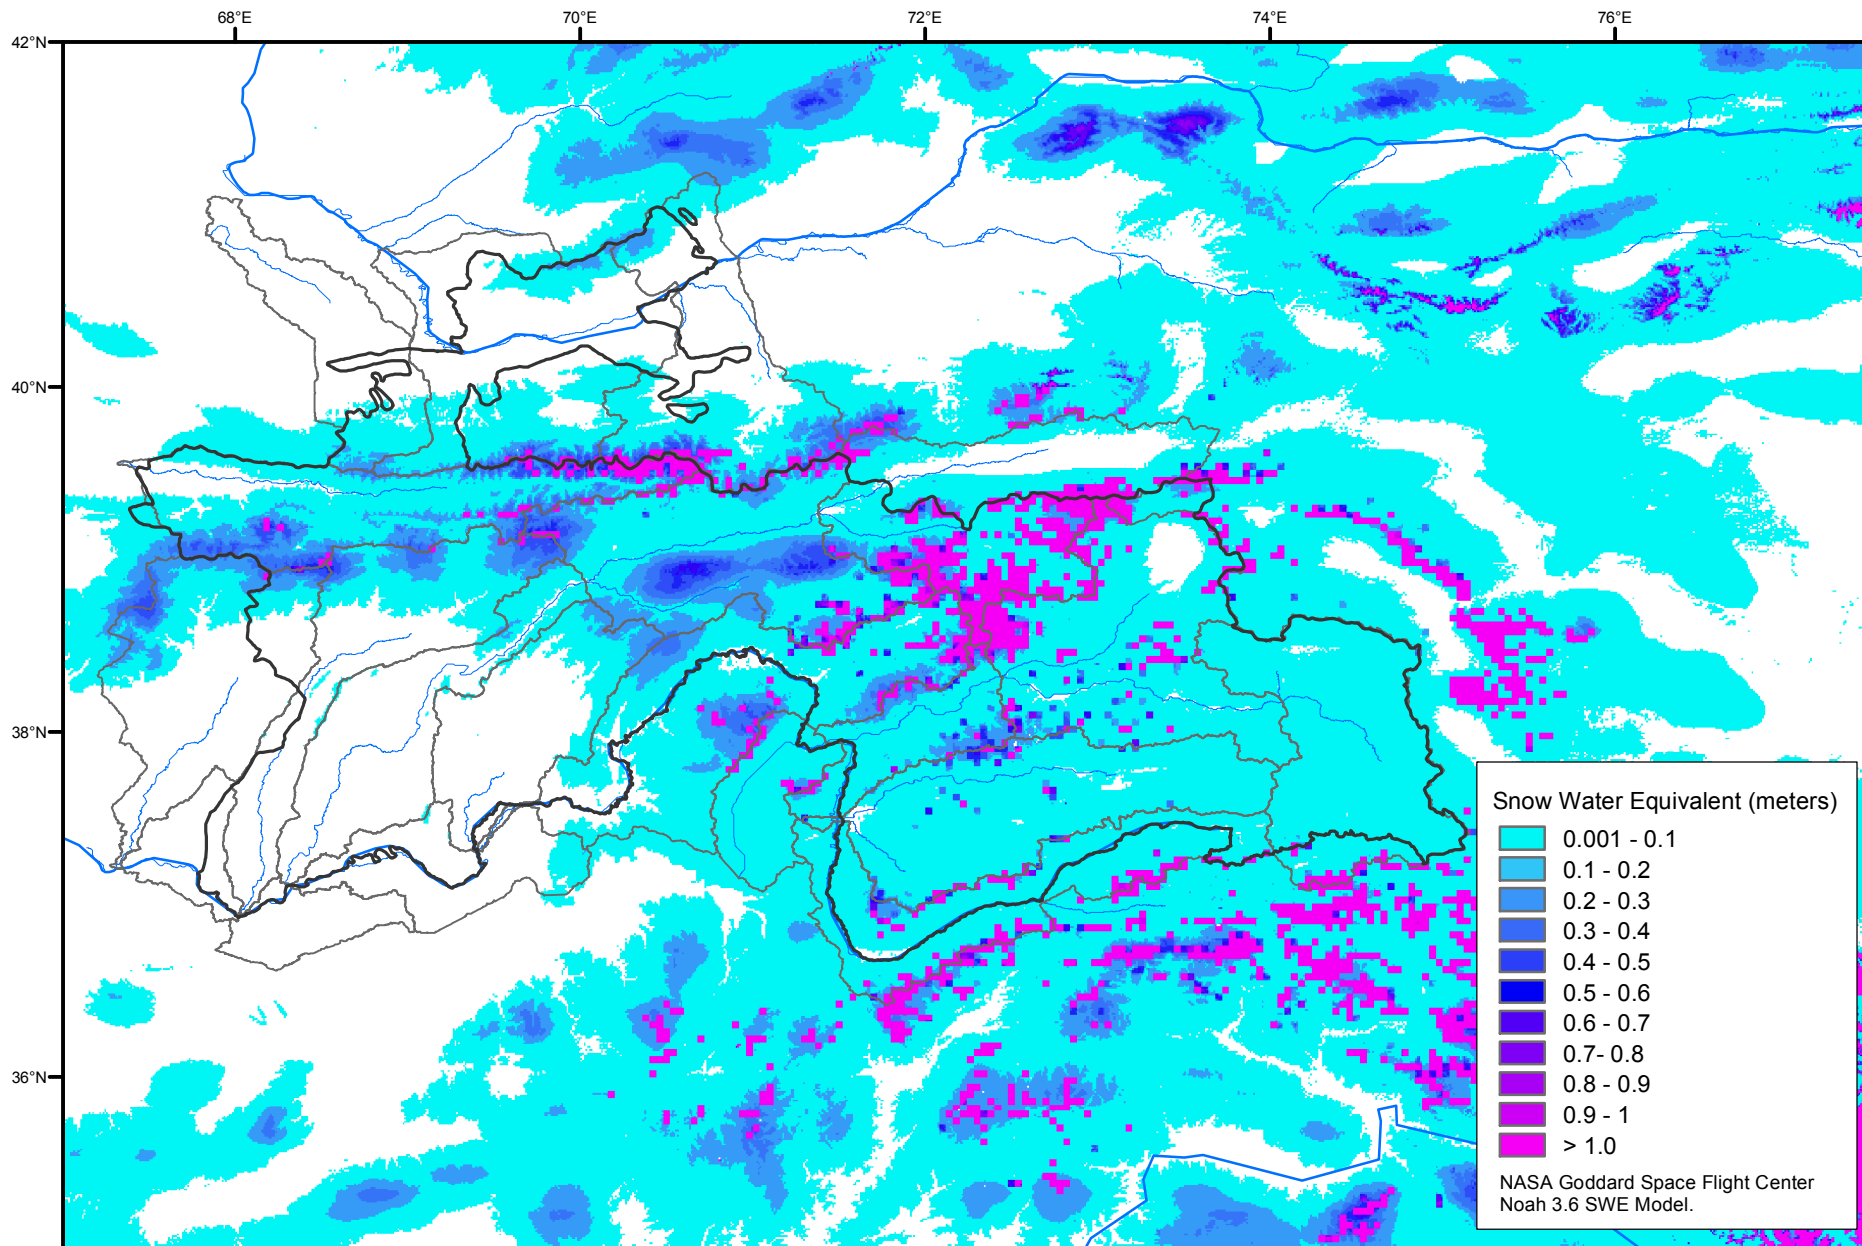 68°E
70°E
72°E
74°E
76°E
42°N
40°N
38°N
36°N
Snow Water Equivalent (meters)
0.001 - 0.1
0.1 - 0.2
0.2 - 0.3
0.3 - 0.4
0.4 - 0.5
0.5 - 0.6
0.6 - 0.7
0.7- 0.8
0.8 - 0.9
0.9 - 1
> 1.0
NASA Goddard Space Flight Center
Noah 3.6 SWE Model.